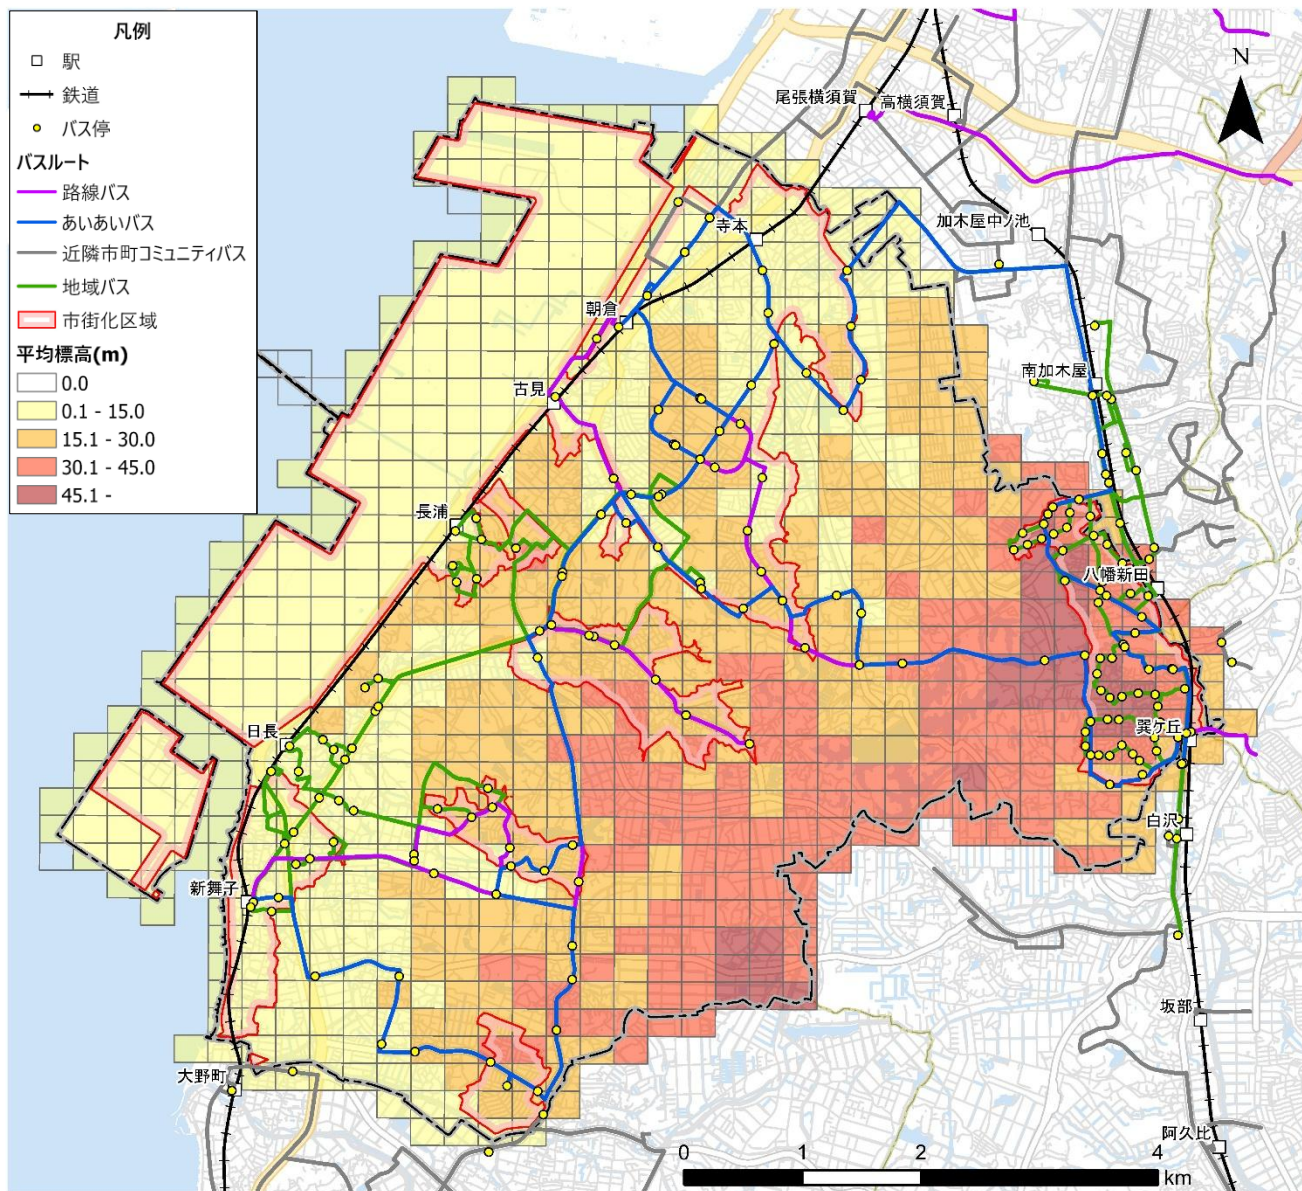 凡例
駅
鉄道
バス停
バスルート
路線バス
あいあいバス
近隣市町コミュニティバス
地域バス
市街化区域
平均標高(m)
0.0
0.1 - 15.0
15.1 - 30.0
30.1 - 45.0
45.1 -
N
尾張横須賀
高横須賀
寺本
加木屋中ノ池
朝倉
南加木屋
古見
長浦
八幡新田
日長
巽ケ丘
白沢
新舞子
坂部
大野町
阿久比
0 1 2 4
km